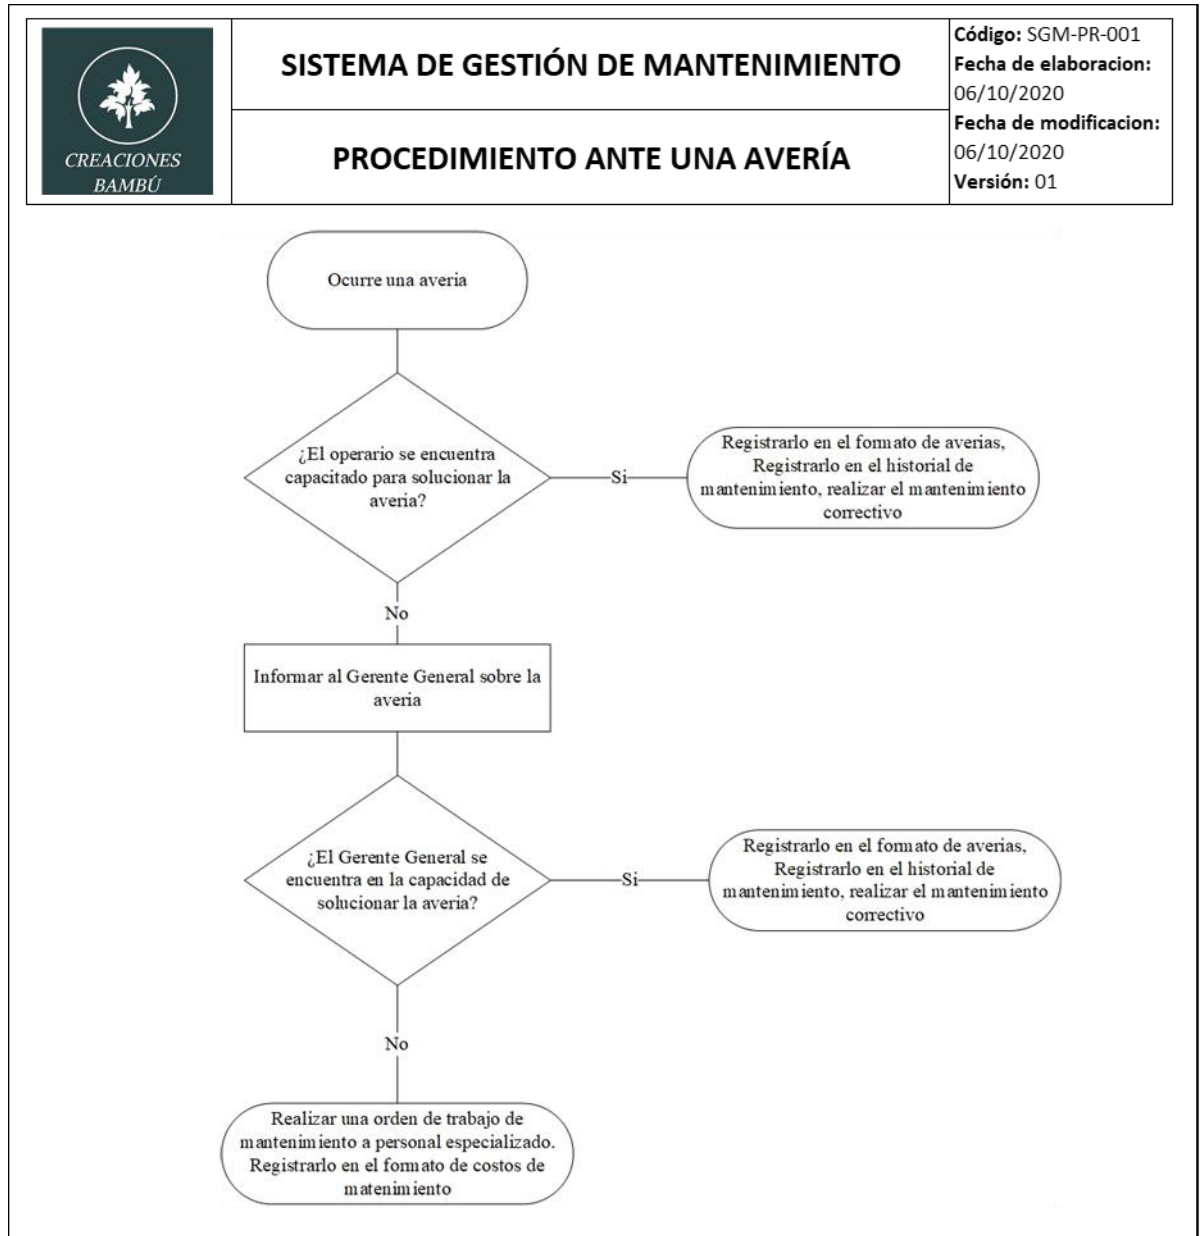 CREACIONES
BAMBÚ
SISTEMA DE GESTIÓN DE MANTENIMIENTO
PROCEDIMIENTO ANTE UNA AVERÍA
Código: SGM-PR-001
Fecha de elaboracion:
06/10/2020
Fecha de modificacion:
06/10/2020
Versión: 01
Ocurre una averia
¿El operario se encuentra
capacitado para solucionar la
averia?
Si
Registrarlo en el formato de averias,
Registrarlo en el historial de
mantenimiento, realizar el mantenimiento
correctivo
No
Informar al Gerente General sobre la
averia
¿El Gerente General se
encuentra en la capacidad de
solucionar la averia?
Si
Registrarlo en el formato de averias,
Registrarlo en el historial de
mantenimiento, realizar el mantenimiento
correctivo
No
Realizar una orden de trabajo de
mantenimiento a personal especializado.
Registrarlo en el formato de costos de
matenimiento